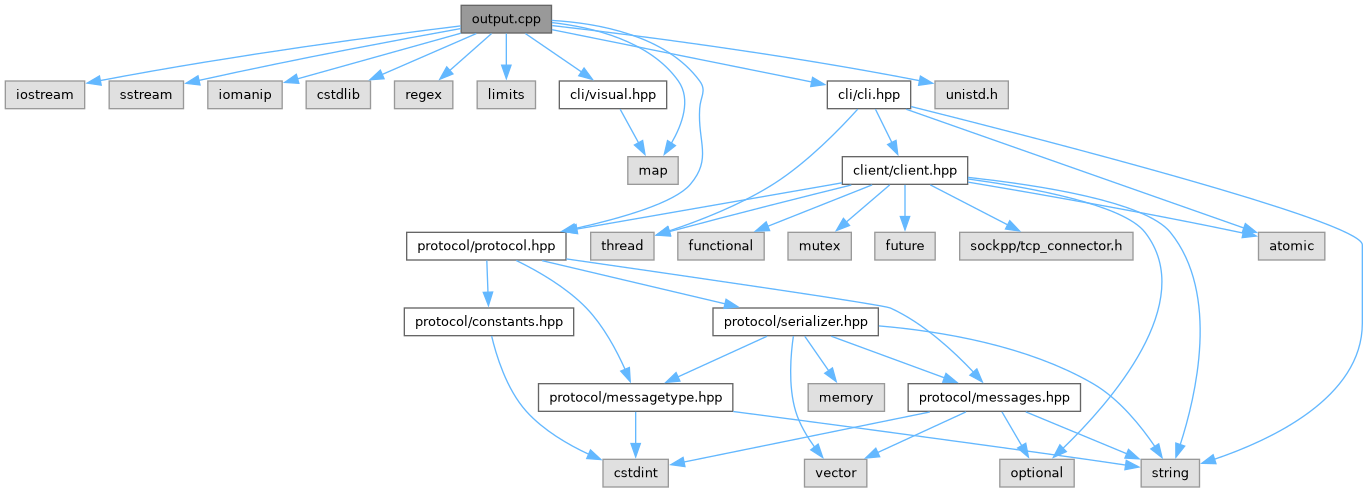 output.cpp
iostream
sstream
iomanip
cstdlib
regex
limits
cli/visual.hpp
cli/cli.hpp
unistd.h
map
client/client.hpp
protocol/protocol.hpp
thread
functional
mutex
future
sockpp/tcp_connector.h
atomic
protocol/constants.hpp
protocol/serializer.hpp
protocol/messagetype.hpp
memory
protocol/messages.hpp
cstdint
vector
optional
string